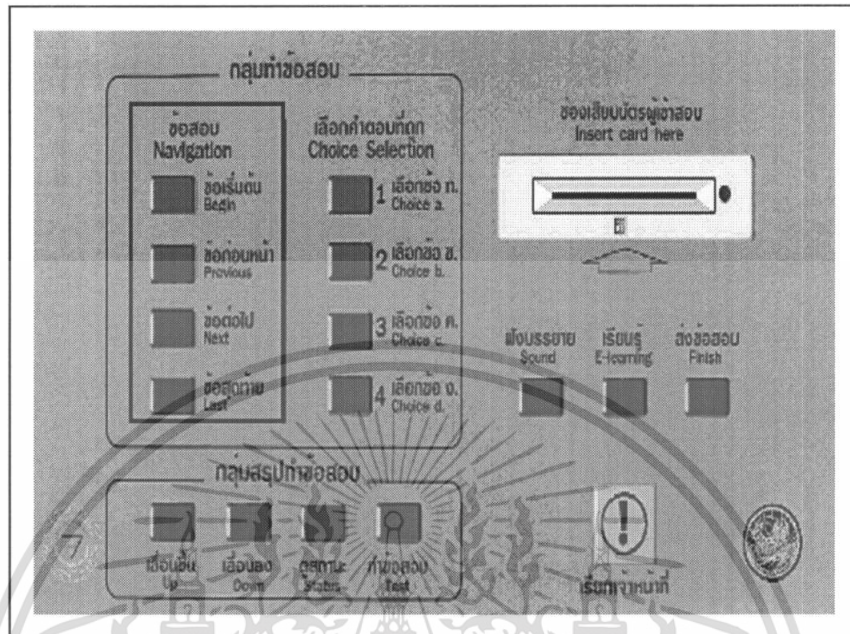 กลุ่มทำข้อสอบ
ข้อสอบ
Navigation
ข้อเริ่มต้น
Begin
ข้อก่อนหน้า
Previous
ข้อต่อไป
Next
ข้อสุดท้าย
Last
เลือกคำตอบที่ถูก
Choice Selection
1 เลือกข้อ ก.
Choice a.
2 เลือกข้อ ข.
Choice b.
3 เลือกข้อ ค.
Choice c.
4 เลือกข้อ ง.
Choice d.
ช่องเสียบบัตรผู้เข้าสอบ
Insert card here
ฟังบรรยาย
Sound
เรียนรู้
E-learning
ส่งข้อสอบ
Finish
กลุ่มสรุปทำข้อสอบ
เลื่อนขึ้น
Up
เลื่อนลง
Down
ดูสถานะ
Status
ทำข้อสอบ
Test
เรียกเจ้าหน้าที่